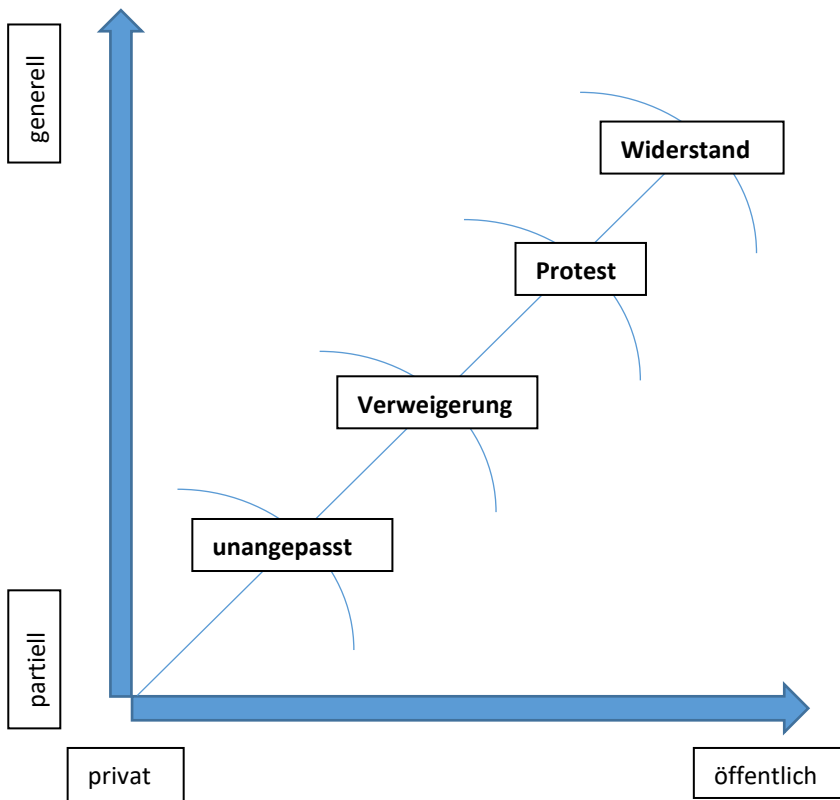 generell
Widerstand
Protest
Verweigerung
unangepasst
partiell
privat
öffentlich